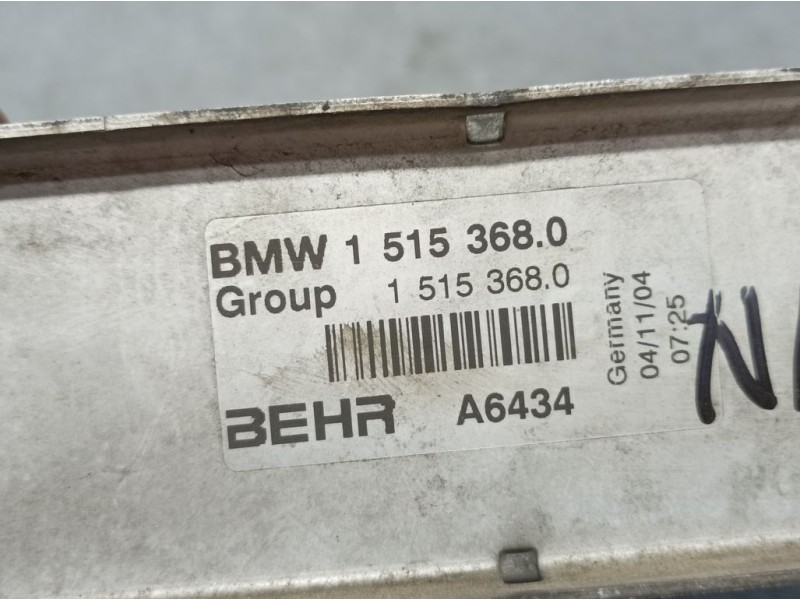 BMW 1 515 368.0
Group 1 515 368.0
BEHR A6434
Germany
04/11/04
07:25